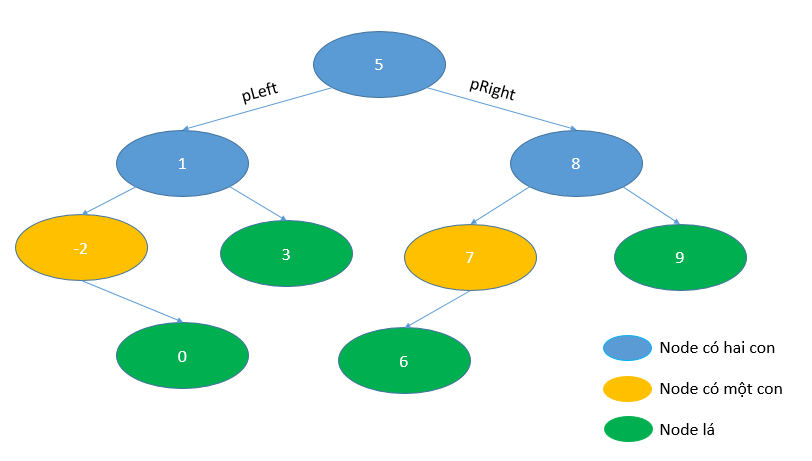 5
pLeft
pRight
1
8
-2
3
7
9
0
6
Node có hai con
Node có một con
Node lá